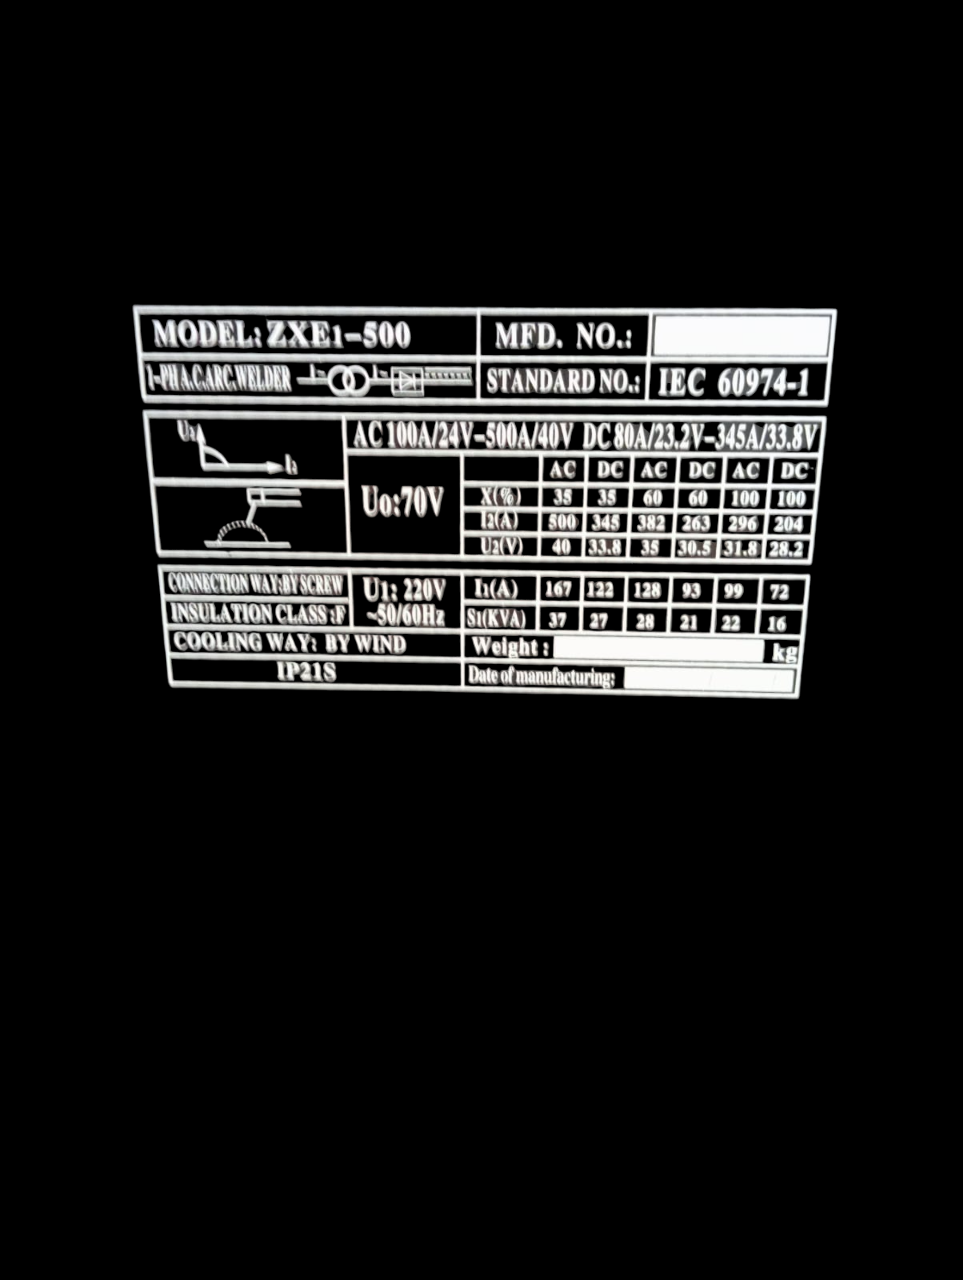 MODEL: ZXE1-500 MFD. NO.:
1-PH A.C.ARC.WELDER STANDARD NO.: IEC 60974-1
U2 I2
AC 100A/24V-500A/40V DC 80A/23.2V-345A/33.8V
U0:70V
AC DC AC DC AC DC
X(%) 35 35 60 60 100 100
I2(A) 500 345 382 263 296 204
U2(V) 40 33.8 35 30.5 31.8 28.2
CONNECTION WAY:BY SCREW U1: 220V I1(A) 167 122 128 93 99 72
INSULATION CLASS :F ~50/60Hz S1(KVA) 37 27 28 21 22 16
COOLING WAY: BY WIND Weight : kg
IP21S Date of manufacturing: